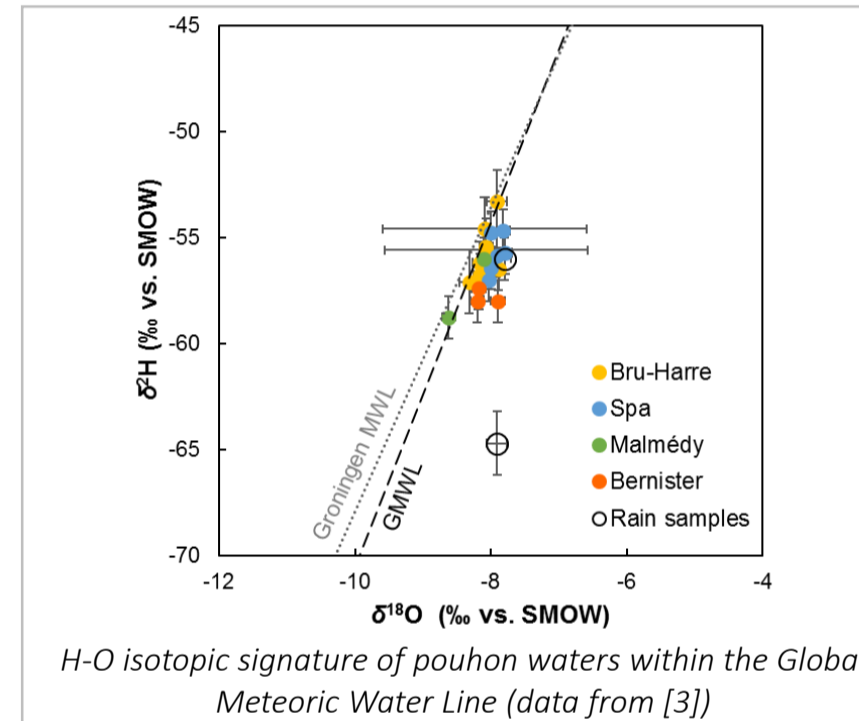 -45
-50
-55
-60
-65
-70
δ²H (‰ vs. SMOW)
Groningen MWL
GMWL
Bru-Harre
Spa
Malmédy
Bernister
Rain samples
-12 -10 -8 -6 -4
δ¹⁸O (‰ vs. SMOW)
H-O isotopic signature of pouhon waters within the Globa
Meteoric Water Line (data from [3])